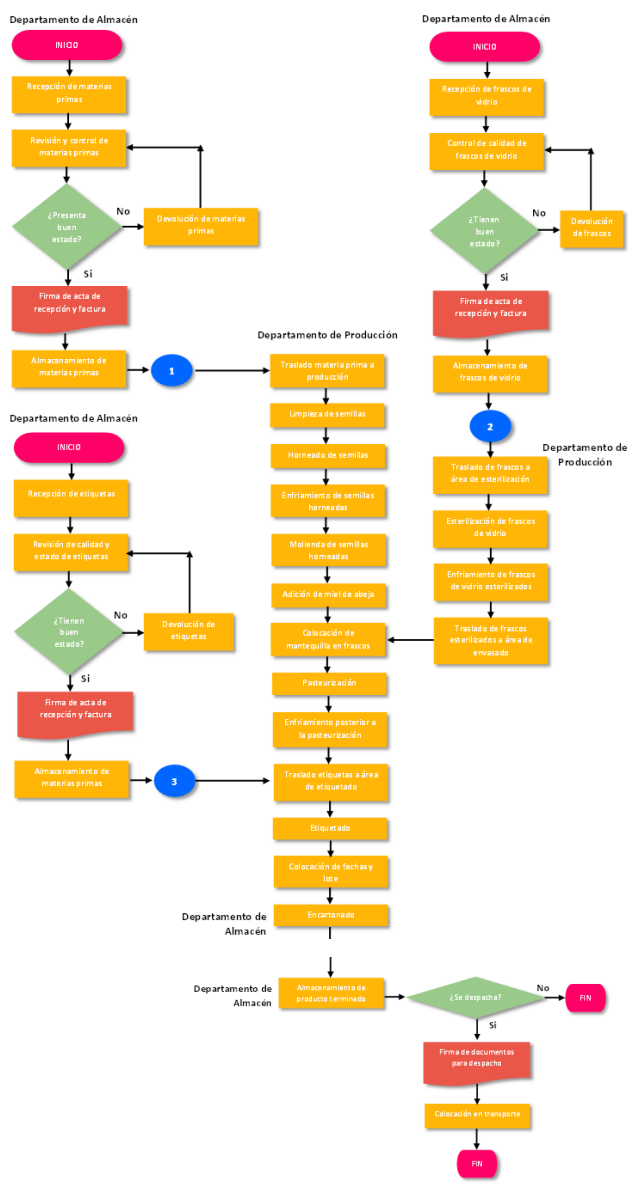 Departamento de Almacén
INICIO
Recepción de materias
primas
Revisión y control de
materias primas
¿Presenta
buen
estado?
No
Devolución de materias
primas
Si
Firma de acta de
recepción y factura
Almacenamiento de
materias primas
1
Departamento de Almacén
INICIO
Recepción de frascos de
vidrio
Control de calidad de
frascos de vidrio
¿Tienen
buen
estado?
No
Devolución
de frascos
Si
Firma de acta de
recepción y factura
Almacenamiento de
frascos de vidrio
2
Departamento de
Producción
Traslado de frascos a
área de esterilización
Esterilización de frascos
de vidrio
Enfriamiento de frascos
de vidrio esterilizados
Traslado de frascos
esterilizados a área de
envasado
Departamento de Almacén
INICIO
Recepción de etiquetas
Revisión de calidad y
estado de etiquetas
¿Tienen
buen
estado?
No
Devolución de
etiquetas
Si
Firma de acta de
recepción y factura
Almacenamiento de
materias primas
3
Departamento de Producción
Traslado materia prima a
producción
Limpieza de semillas
Horneado de semillas
Enfriamiento de semillas
horneadas
Molienda de semillas
horneadas
Adición de miel de abeja
Colocación de
mantequilla en frascos
Pasteurización
Enfriamiento posterior a
la pasteurización
Traslado etiquetas a área
de etiquetado
Etiquetado
Colocación de fechas y
lote
Departamento de
Almacén
Encartonado
Departamento de
Almacén
Almacenamiento de
producto terminado
¿Se despacha?
No
FIN
Si
Firma de documentos
para despacho
Colocación en transporte
FIN